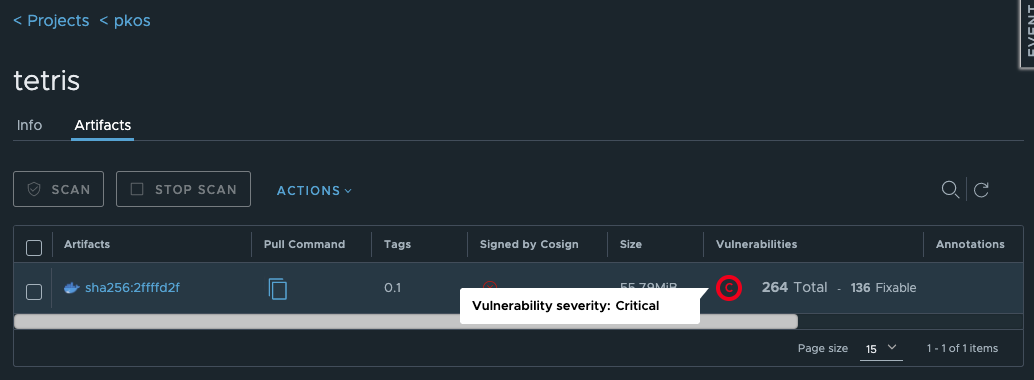 < Projects < pkos
EVENT
tetris
Info Artifacts
SCAN STOP SCAN ACTIONS
Artifacts Pull Command Tags Signed by Cosign Size Vulnerabilities Annotations
sha256:2ffffd2f 0.1 55.79MiB C 264 Total - 136 Fixable
Vulnerability severity: Critical
Page size 15 1 - 1 of 1 items